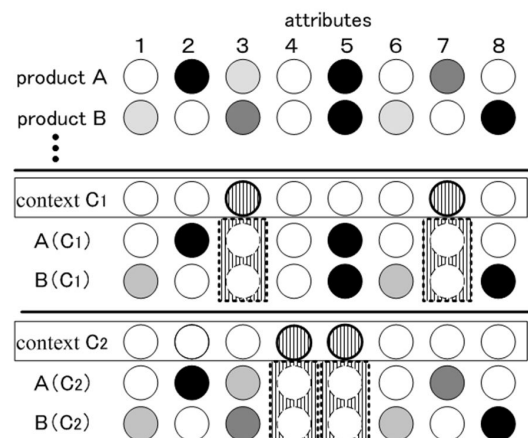 attributes
1 2 3 4 5 6 7 8
product A
product B
context C1
A(C1)
B(C1)
context C2
A(C2)
B(C2)